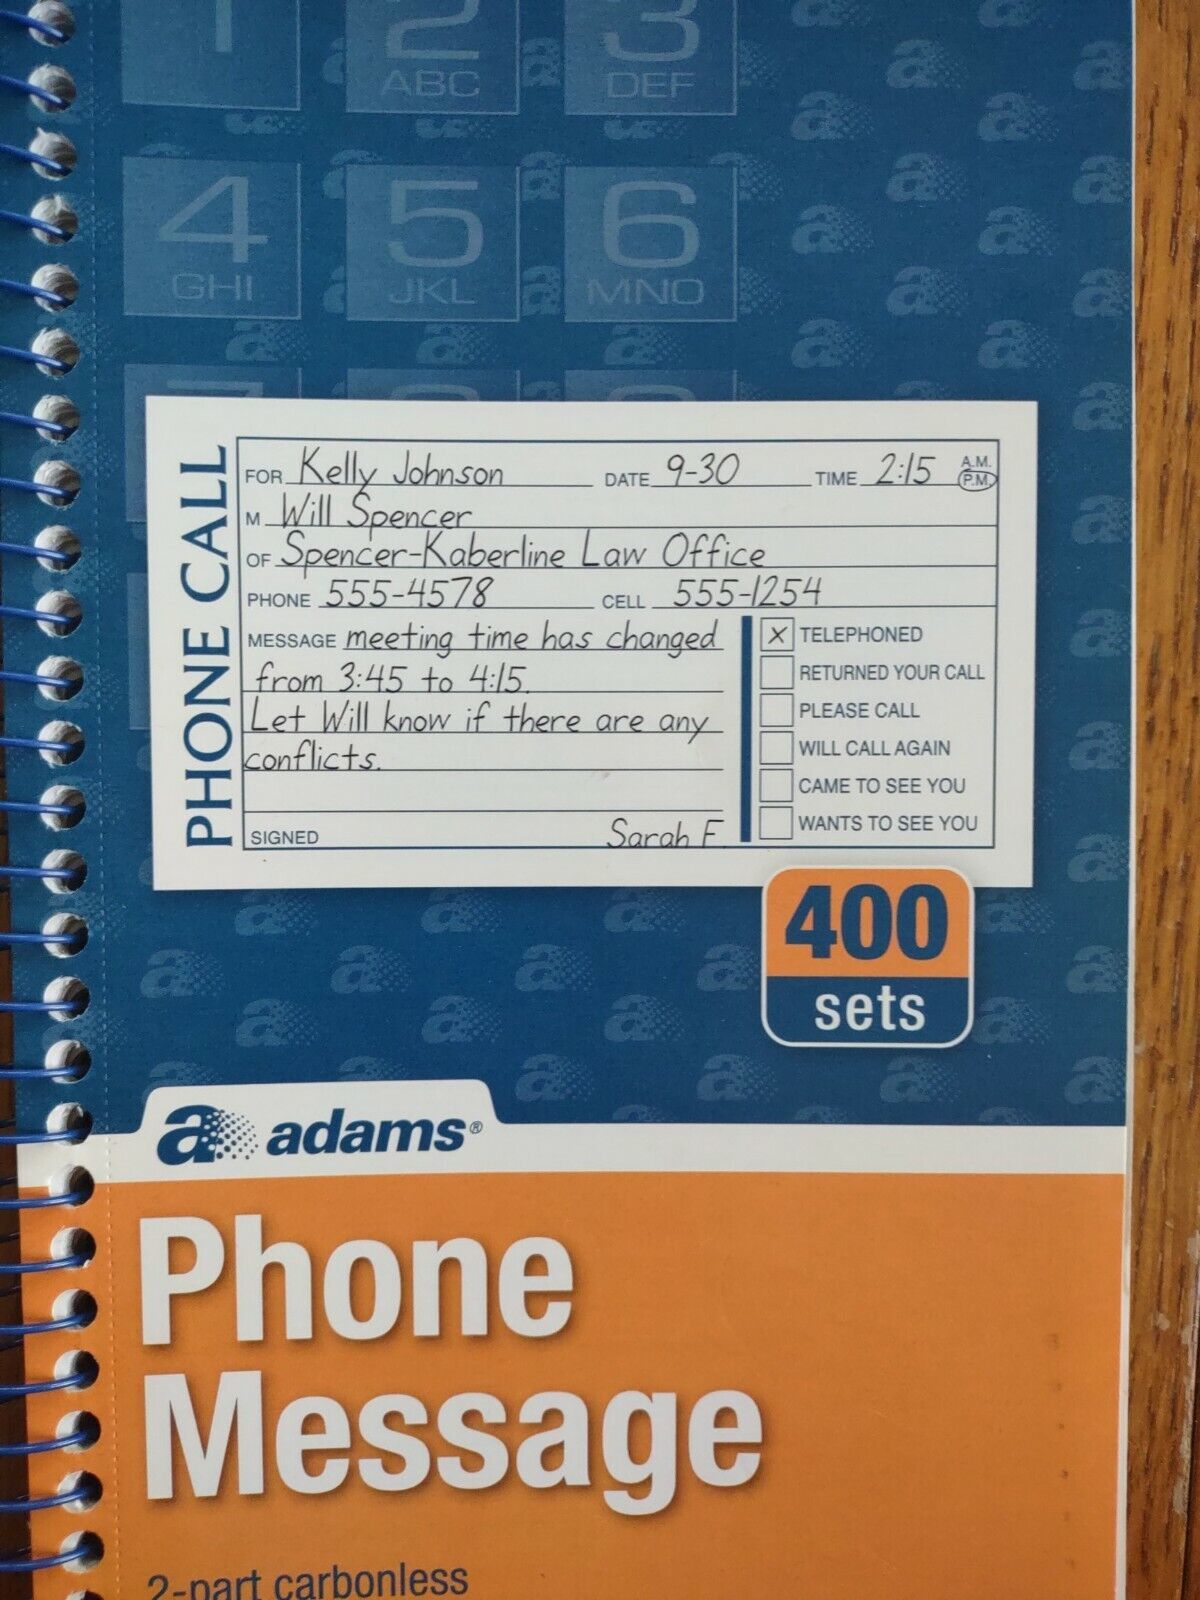 1 2 ABC 3 DEF
4 GHI 5 JKL 6 MNO
PHONE CALL
FOR Kelly Johnson DATE 9-30 TIME 2:15 A.M. P.M.
M Will Spencer
OF Spencer-Kaberline Law Office
PHONE 555-4578 CELL 555-1254
MESSAGE meeting time has changed
from 3:45 to 4:15.
Let Will know if there are any
conflicts.
SIGNED Sarah F.
X TELEPHONED
RETURNED YOUR CALL
PLEASE CALL
WILL CALL AGAIN
CAME TO SEE YOU
WANTS TO SEE YOU
400
sets
a adams®
Phone
Message
2-part carbonless